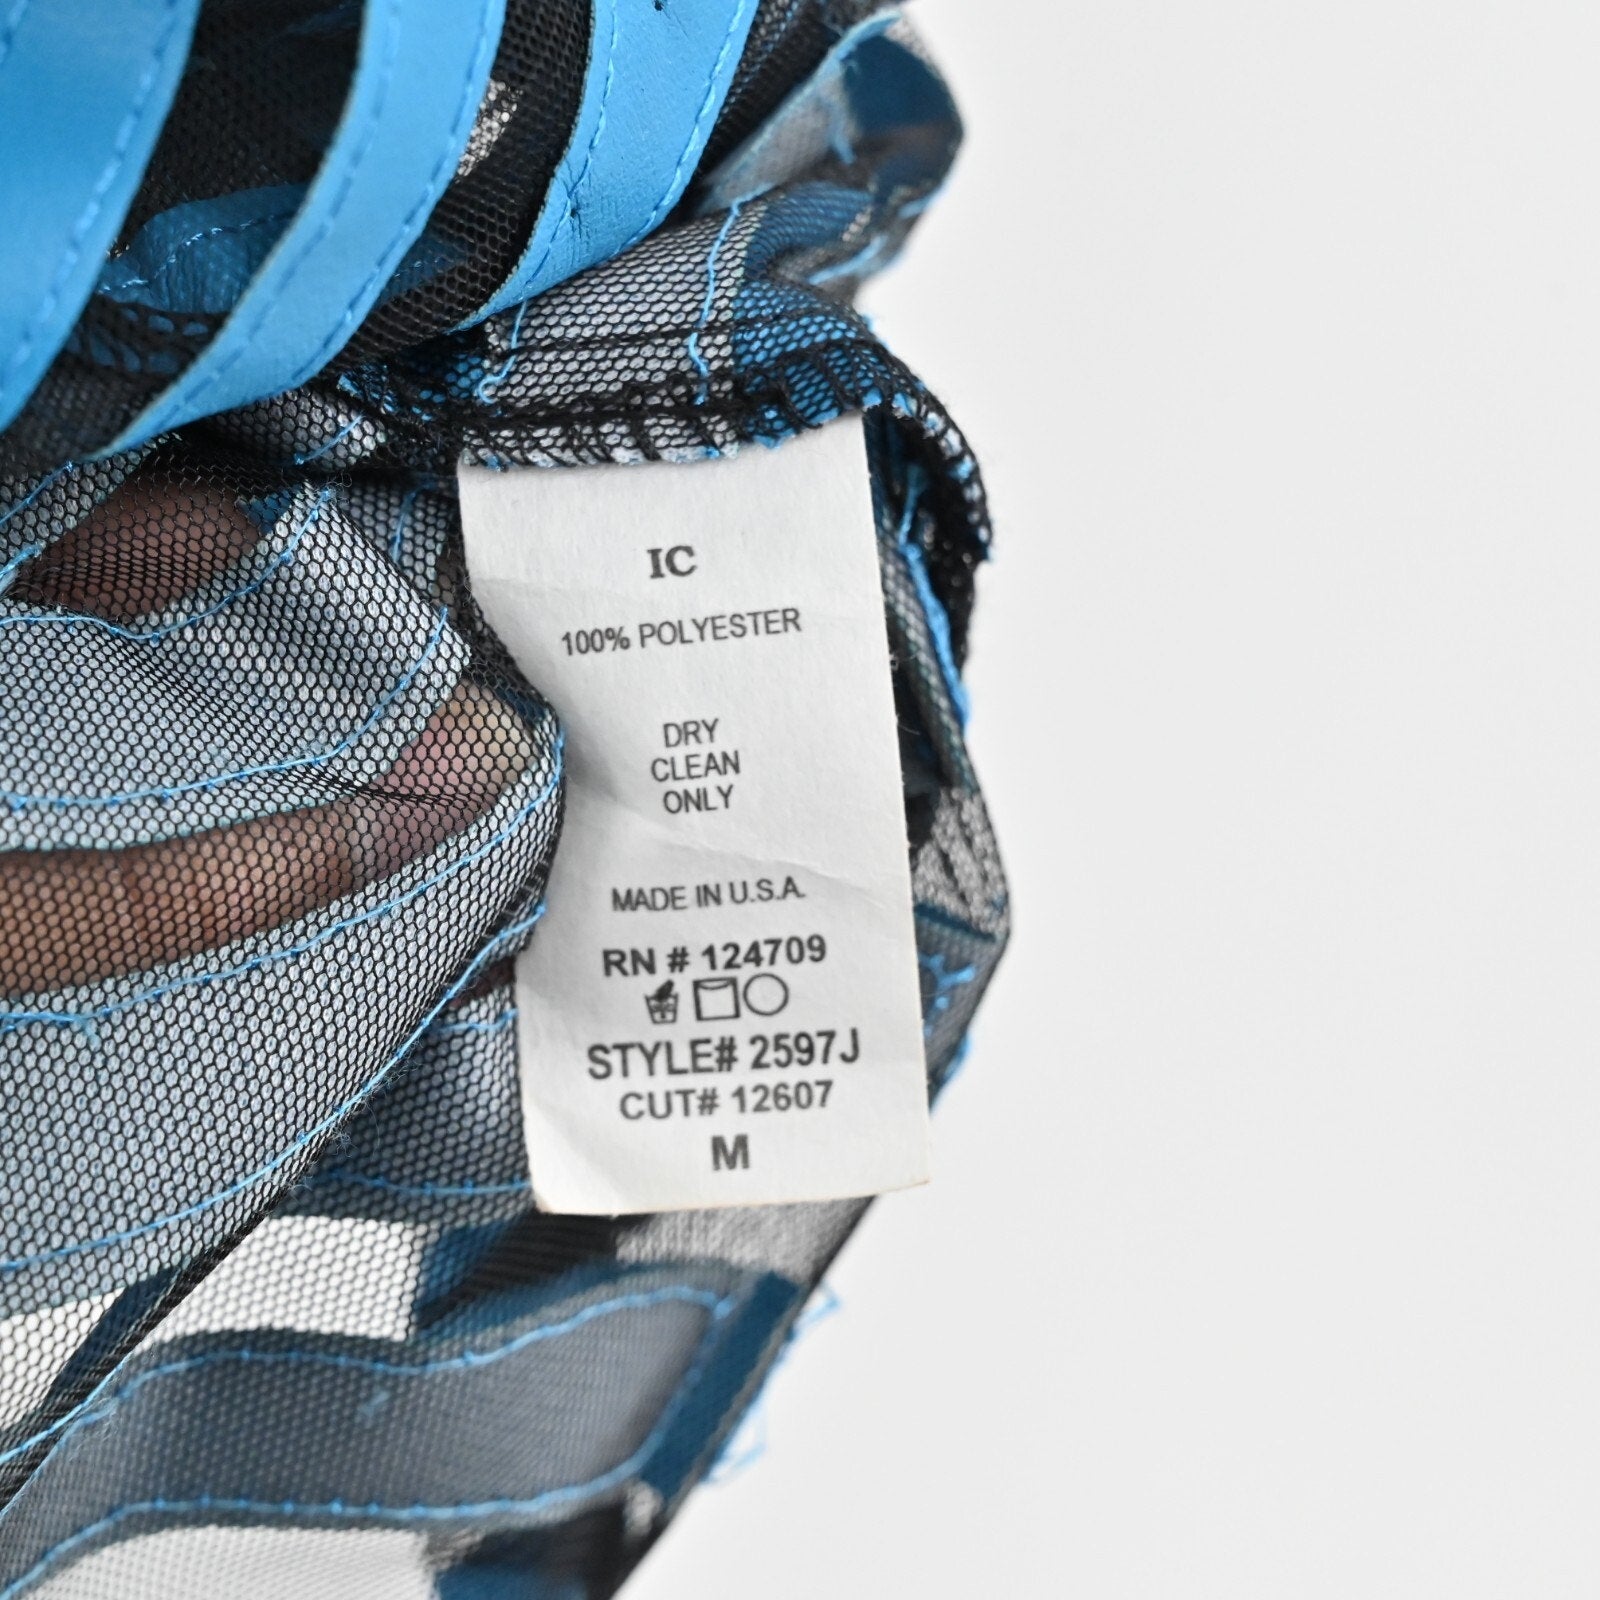 IC
100% POLYESTER
DRY
CLEAN
ONLY
MADE IN U.S.A.
RN # 124709
STYLE# 2597J
CUT# 12607
M